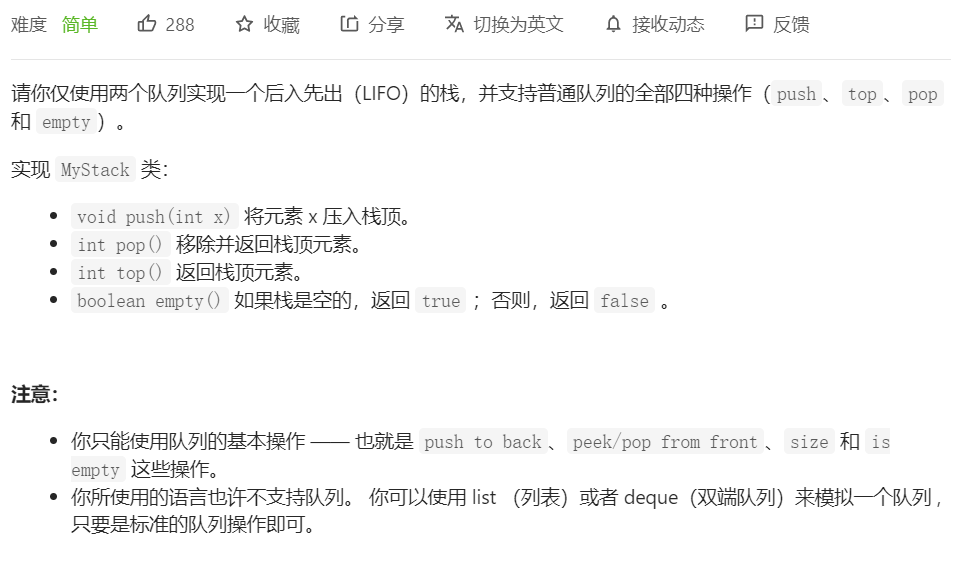 难度 简单 288 收藏 分享 切换为英文 接收动态 反馈
请你仅使用两个队列实现一个后入先出（LIFO）的栈，并支持普通队列的全部四种操作（push、top、pop
和 empty）。
实现 MyStack 类：
• void push(int x) 将元素 x 压入栈顶。
• int pop() 移除并返回栈顶元素。
• int top() 返回栈顶元素。
• boolean empty() 如果栈是空的，返回 true ；否则，返回 false 。
注意：
• 你只能使用队列的基本操作 —— 也就是 push to back、peek/pop from front、size 和 is
empty 这些操作。
• 你所使用的语言也许不支持队列。 你可以使用 list （列表）或者 deque（双端队列）来模拟一个队列 ,
只要是标准的队列操作即可。